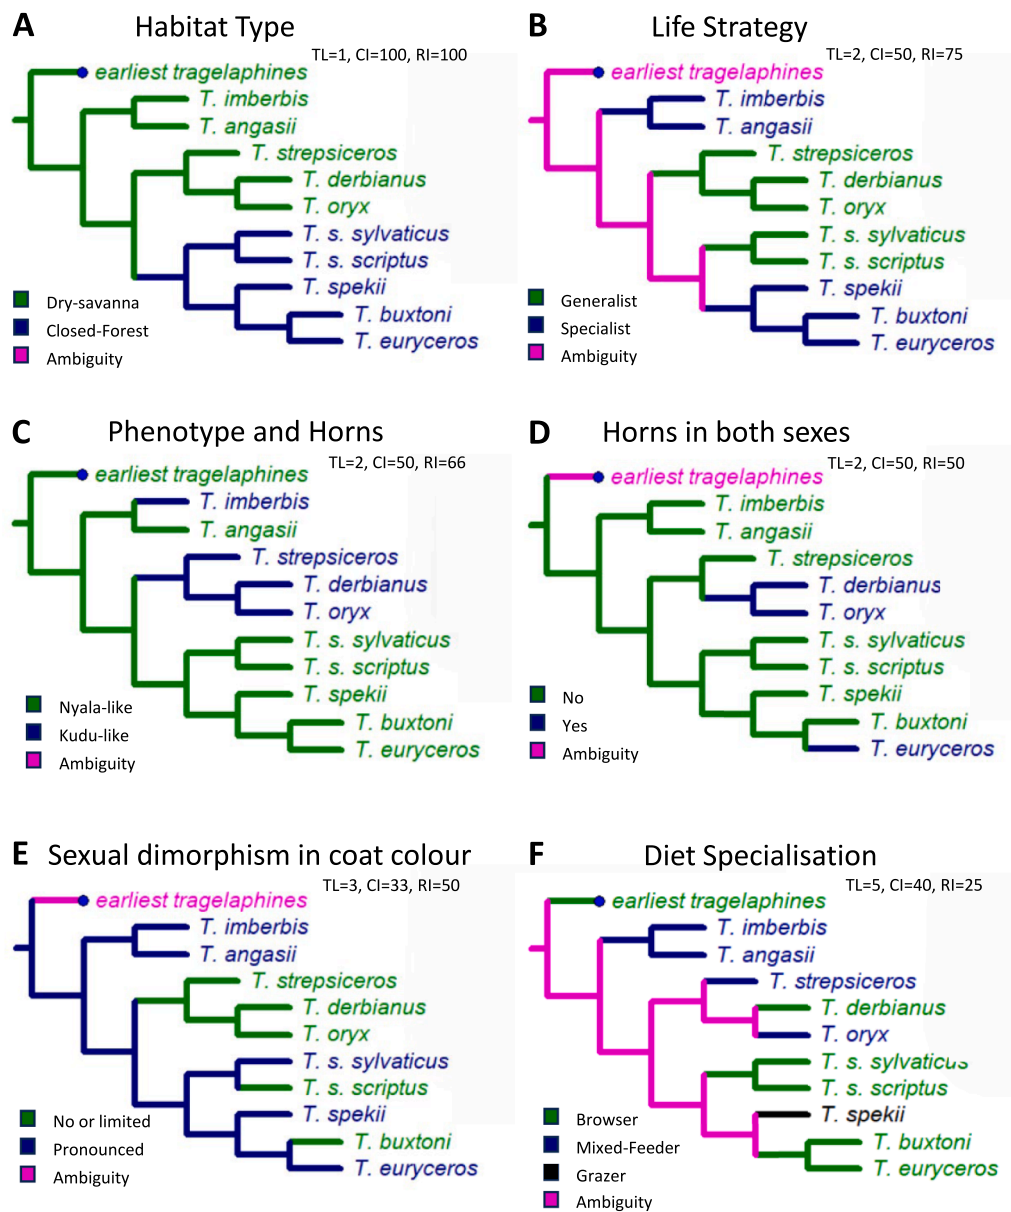 A
Habitat Type
TL=1, CI=100, RI=100
earliest tragelaphines
T. imberbis
T. angasii
T. strepsiceros
T. derbianus
T. oryx
T. s. sylvaticus
T. s. scriptus
T. spekii
T. buxtoni
T. euryceros
Dry-savanna
Closed-Forest
Ambiguity
B
Life Strategy
TL=2, CI=50, RI=75
earliest tragelaphines
T. imberbis
T. angasii
T. strepsiceros
T. derbianus
T. oryx
T. s. sylvaticus
T. s. scriptus
T. spekii
T. buxtoni
T. euryceros
Generalist
Specialist
Ambiguity
C
Phenotype and Horns
TL=2, CI=50, RI=66
earliest tragelaphines
T. imberbis
T. angasii
T. strepsiceros
T. derbianus
T. oryx
T. s. sylvaticus
T. s. scriptus
T. spekii
T. buxtoni
T. euryceros
Nyala-like
Kudu-like
Ambiguity
D
Horns in both sexes
TL=2, CI=50, RI=50
earliest tragelaphines
T. imberbis
T. angasii
T. strepsiceros
T. derbianus
T. oryx
T. s. sylvaticus
T. s. scriptus
T. spekii
T. buxtoni
T. euryceros
No
Yes
Ambiguity
E
Sexual dimorphism in coat colour
TL=3, CI=33, RI=50
earliest tragelaphines
T. imberbis
T. angasii
T. strepsiceros
T. derbianus
T. oryx
T. s. sylvaticus
T. s. scriptus
T. spekii
T. buxtoni
T. euryceros
No or limited
Pronounced
Ambiguity
F
Diet Specialisation
TL=5, CI=40, RI=25
earliest tragelaphines
T. imberbis
T. angasii
T. strepsiceros
T. derbianus
T. oryx
T. s. sylvaticus
T. s. scriptus
T. spekii
T. buxtoni
T. euryceros
Browser
Mixed-Feeder
Grazer
Ambiguity